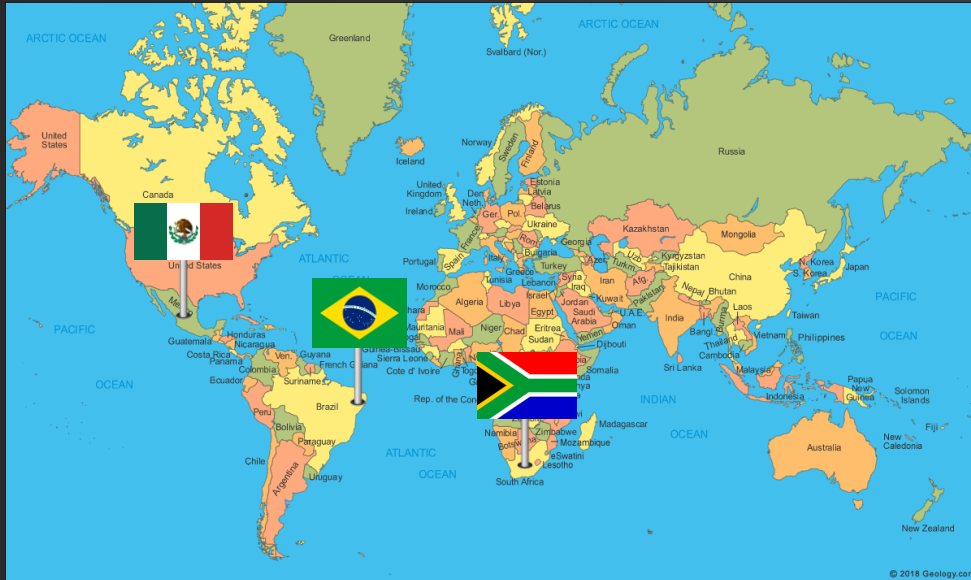 ARCTIC OCEAN
ARCTIC OCEAN
Greenland
Svalbard (Nor.)
United
States
Canada
Iceland
Norway
Sweden
Finland
Russia
United
Kingdom
Ireland
Den.
Neth.
Estonia
Latvia
Belarus
Ger.
Pol.
Ukraine
France
Spain
Portugal
Italy
Rom.
Bulgaria
Greece
Turkey
Georgia
Azer.
Kazakhstan
Uzb.
Turkm.
Kyrgyzstan
Tajikistan
Mongolia
China
N. Korea
S. Korea
Japan
United States
ATLANTIC
PACIFIC
OCEAN
Guatemala
Honduras
Nicaragua
Costa Rica
Panama
Ven.
Guyana
Colombia
French Guiana
Suriname
Ecuador
Peru
Brazil
Bolivia
Paraguay
Chile
Argentina
Uruguay
ATLANTIC
OCEAN
Morocco
Algeria
Tunisia
Libya
Egypt
Lebanon
Israel
Syria
Iraq
Jordan
Kuwait
Iran
Afg.
Pakistan
Saudi
Arabia
U.A.E.
Oman
Yemen
Mauritania
Mali
Niger
Chad
Eritrea
Sudan
Djibouti
Somalia
Guinea-Bissau
Sierra Leone
Cote d' Ivoire
Ghana
Rep. of the Con
Namibia
Botswana
Zimbabwe
Mozambique
Madagascar
eSwatini
Lesotho
South Africa
INDIAN
OCEAN
Nepal
Bhutan
India
Bangl.
Burma
Laos
Thailand
Vietnam
Cambodia
Sri Lanka
Taiwan
Philippines
Malaysia
Indonesia
Papua
New
Guinea
Solomon
Islands
Fiji
New
Caledonia
Australia
New Zealand
PACIFIC
OCEAN
© 2018 Geology.com